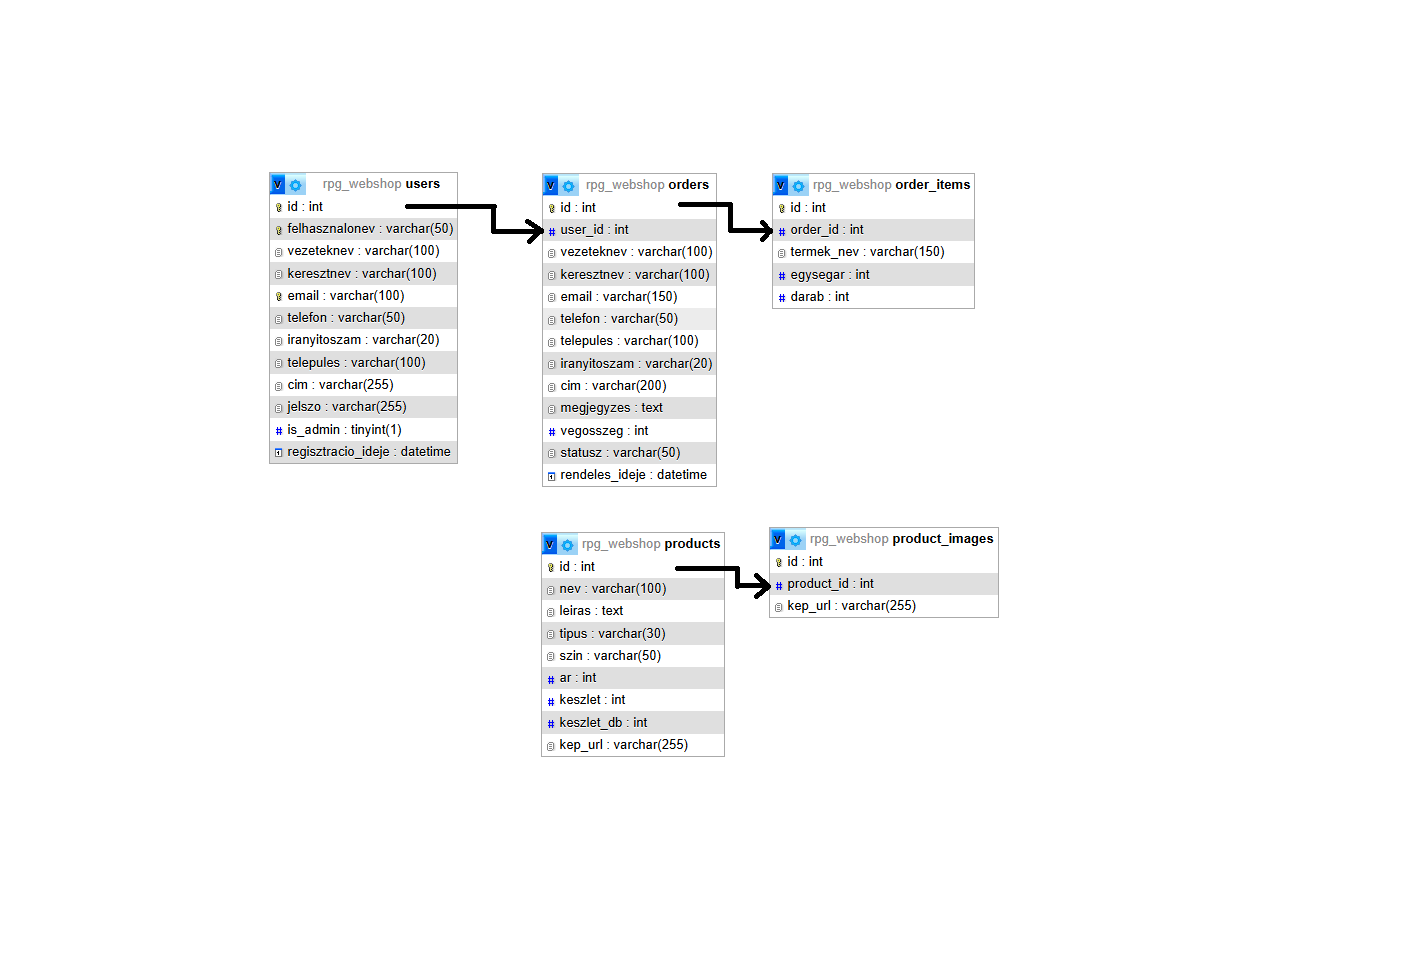 v rpg_webshop users
id : int
felhasznalonev : varchar(50)
vezeteknev : varchar(100)
keresztnev : varchar(100)
email : varchar(100)
telefon : varchar(50)
iranyitoszam : varchar(20)
telepules : varchar(100)
cim : varchar(255)
jelszo : varchar(255)
# is_admin : tinyint(1)
regisztracio_ideje : datetime
v rpg_webshop orders
id : int
# user_id : int
vezeteknev : varchar(100)
keresztnev : varchar(100)
email : varchar(150)
telefon : varchar(50)
telepules : varchar(100)
iranyitoszam : varchar(20)
cim : varchar(200)
megjegyzes : text
# vegosszeg : int
statusz : varchar(50)
rendeles_ideje : datetime
v rpg_webshop order_items
id : int
# order_id : int
termek_nev : varchar(150)
# egysegar : int
# darab : int
v rpg_webshop products
id : int
nev : varchar(100)
leiras : text
tipus : varchar(30)
szin : varchar(50)
# ar : int
# keszlet : int
# keszlet_db : int
kep_url : varchar(255)
v rpg_webshop product_images
id : int
# product_id : int
kep_url : varchar(255)